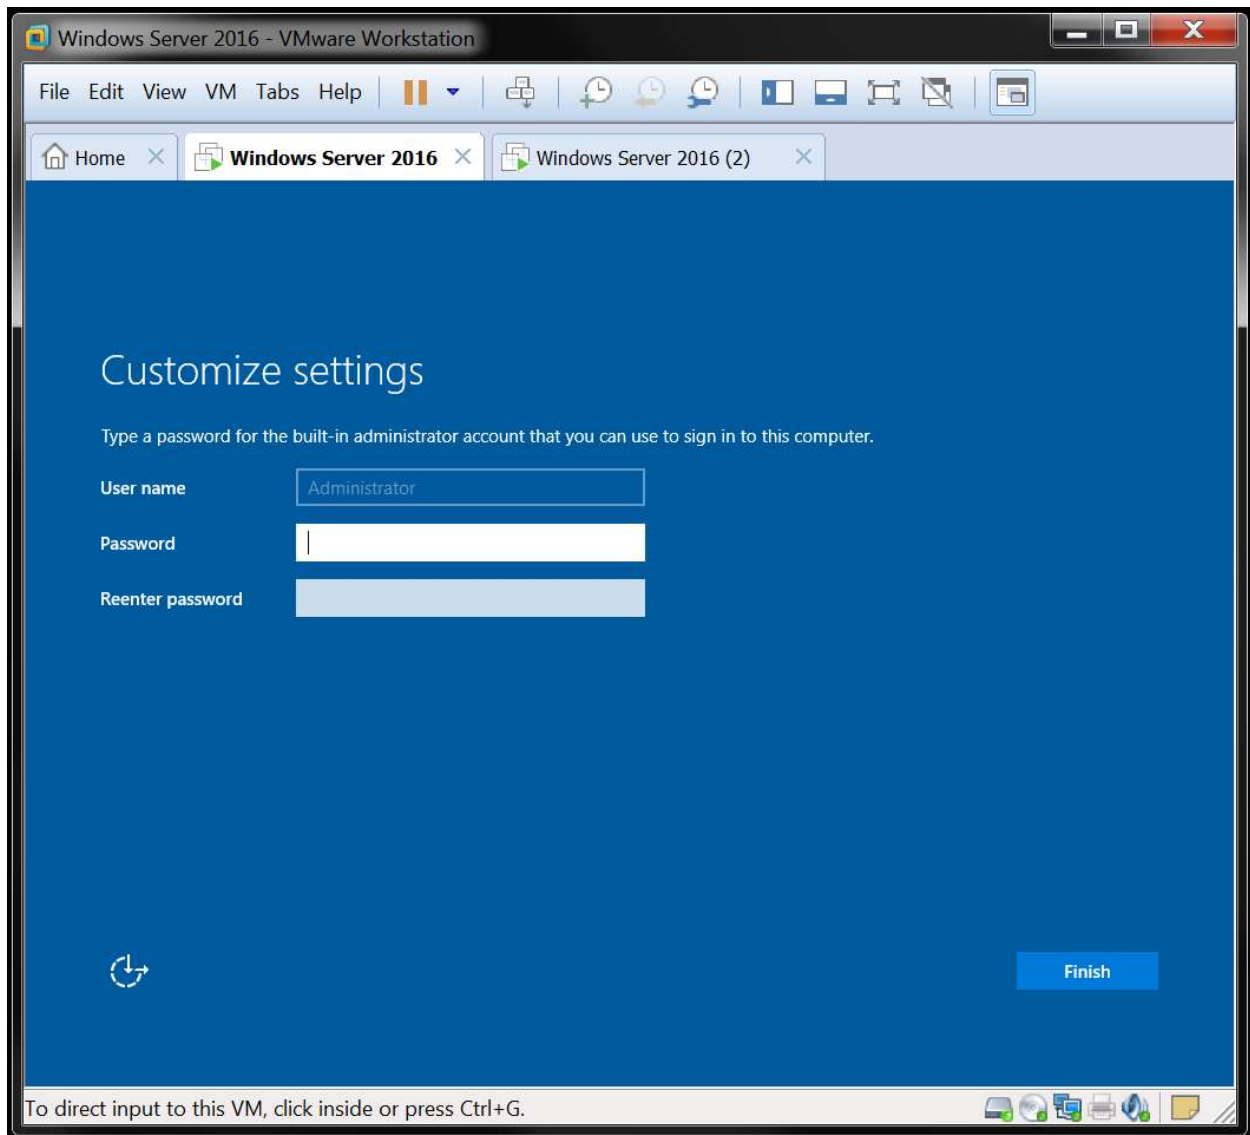 Windows Server 2016 - VMware Workstation
File Edit View VM Tabs Help
Home Windows Server 2016 Windows Server 2016 (2)
Customize settings
Type a password for the built-in administrator account that you can use to sign in to this computer.
User name Administrator
Password
Reenter password
Finish
To direct input to this VM, click inside or press Ctrl+G.